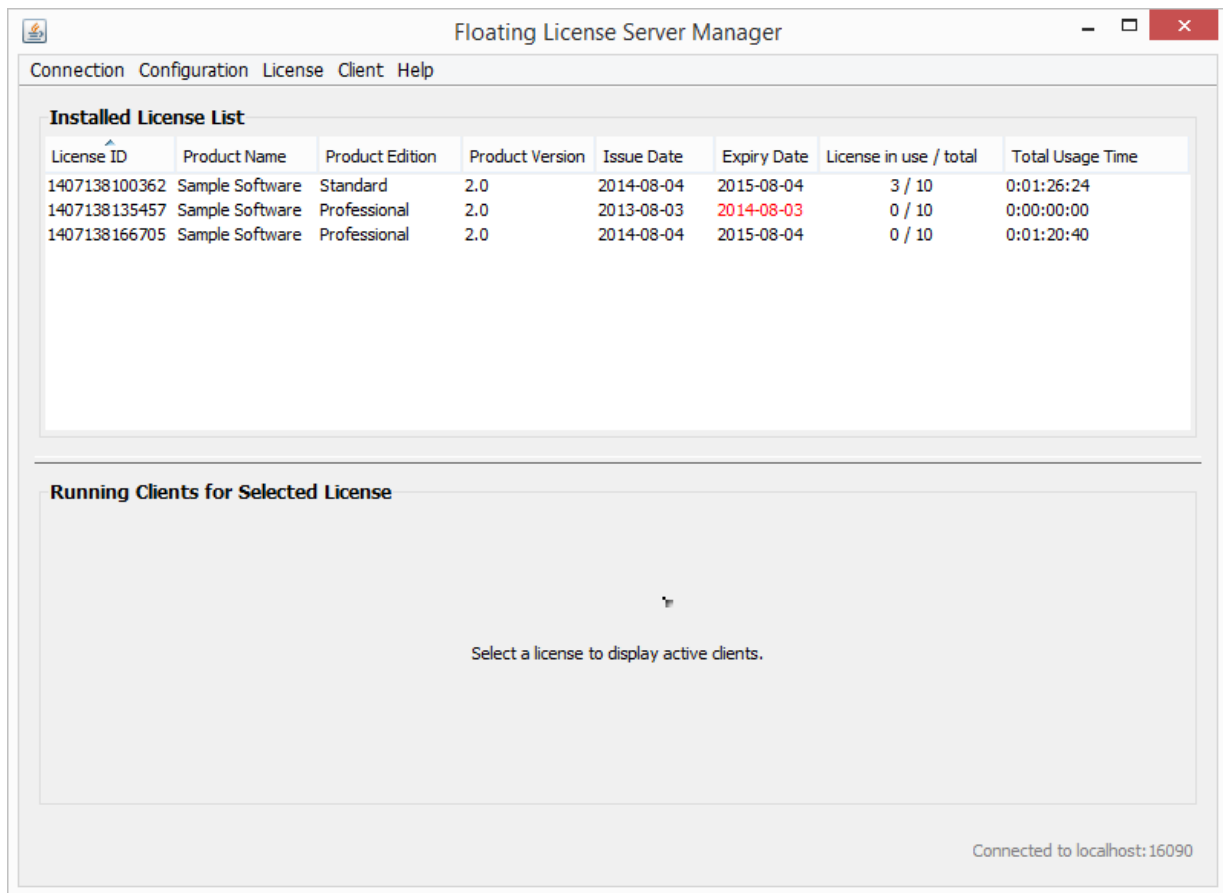 Floating License Server Manager
Connection Configuration License Client Help
Installed License List
License ID Product Name Product Edition Product Version Issue Date Expiry Date License in use / total Total Usage Time
1407138100362 Sample Software Standard 2.0 2014-08-04 2015-08-04 3 / 10 0:01:26:24
1407138135457 Sample Software Professional 2.0 2013-08-03 2014-08-03 0 / 10 0:00:00:00
1407138166705 Sample Software Professional 2.0 2014-08-04 2015-08-04 0 / 10 0:01:20:40
Running Clients for Selected License
Select a license to display active clients.
Connected to localhost:16090